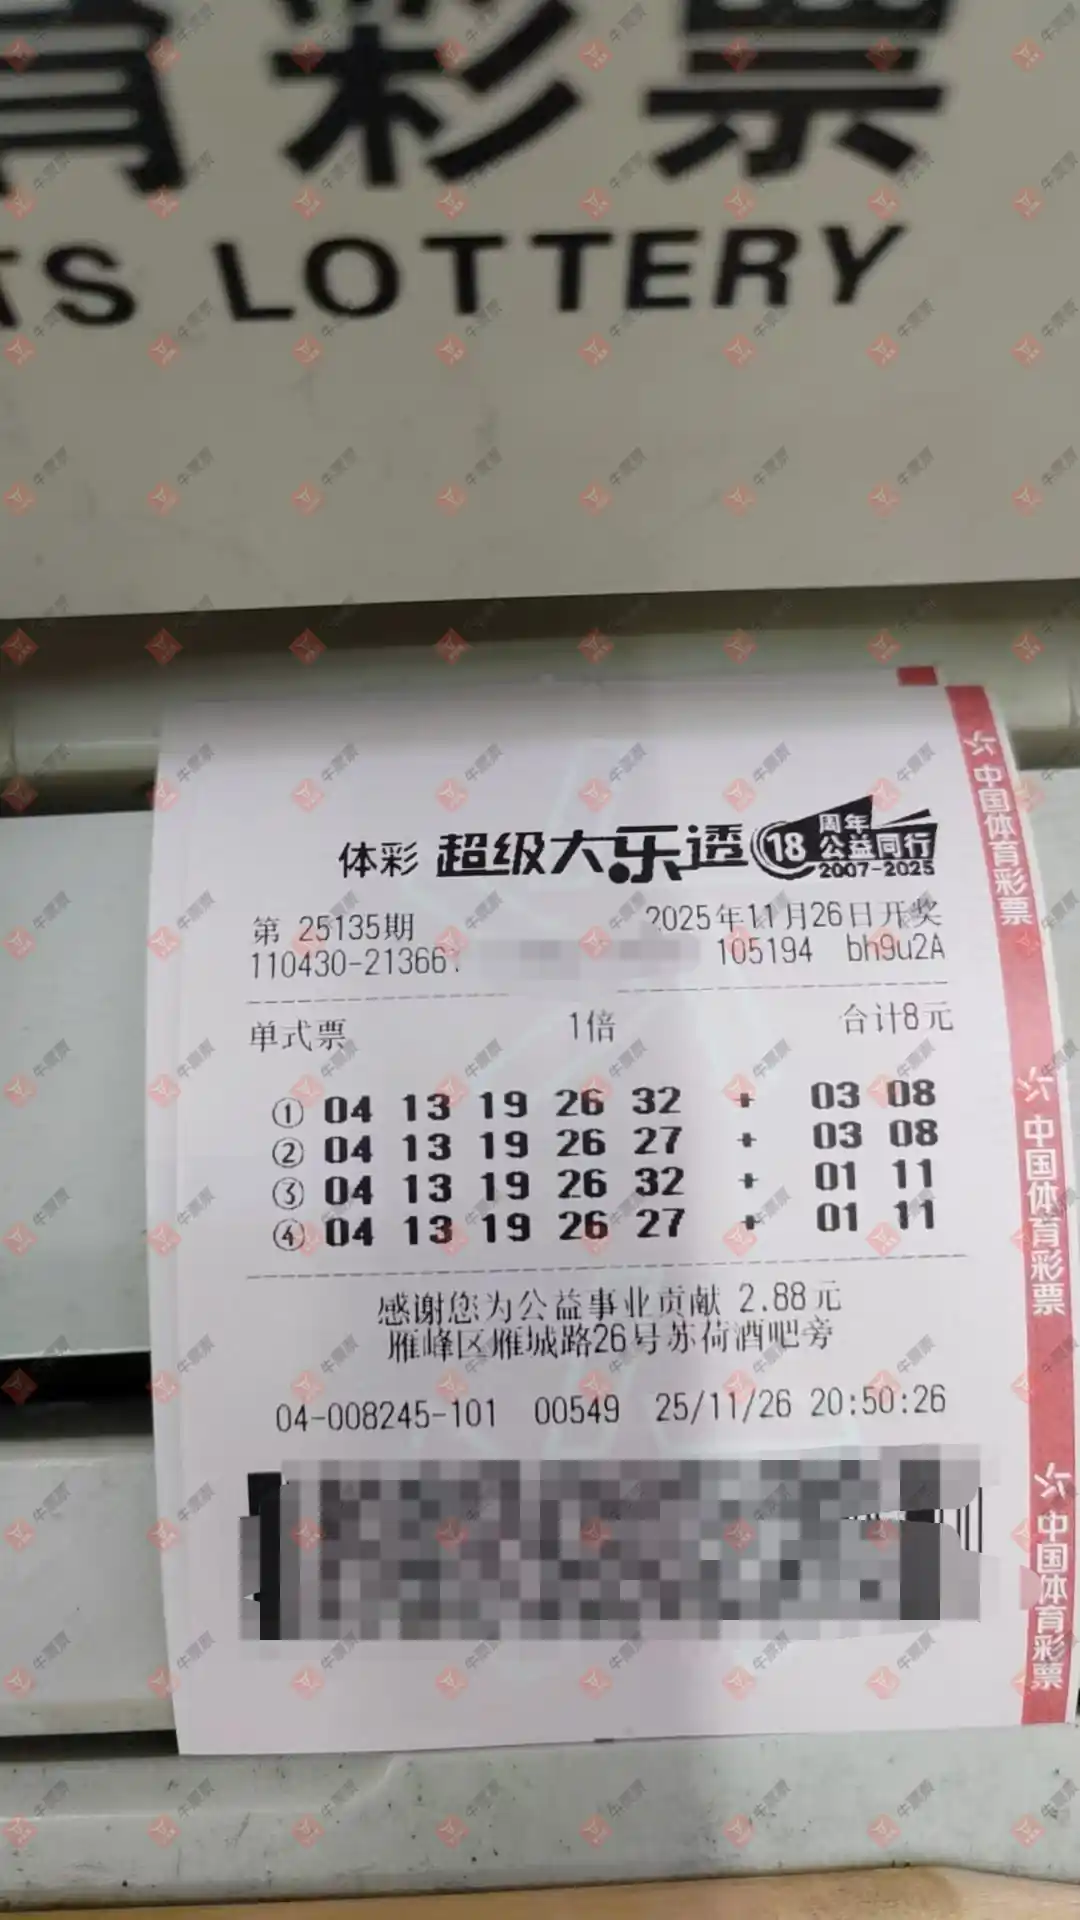 育彩票
TS LOTTERY
体彩 超级大乐透 18 周年 公益同行 2007-2025
第 25135期 2025年11月26日开奖
110430-21366 105194 bh9u2A
单式票 1倍 合计8元
① 04 13 19 26 32 + 03 08
② 04 13 19 26 27 + 03 08
③ 04 13 19 26 32 + 01 11
④ 04 13 19 26 27 + 01 11
感谢您为公益事业贡献 2.88元
雁峰区雁城路26号苏荷酒吧旁
04-008245-101 00549 25/11/26 20:50:26
中国体育彩票
中国体育彩票
中国体育彩票